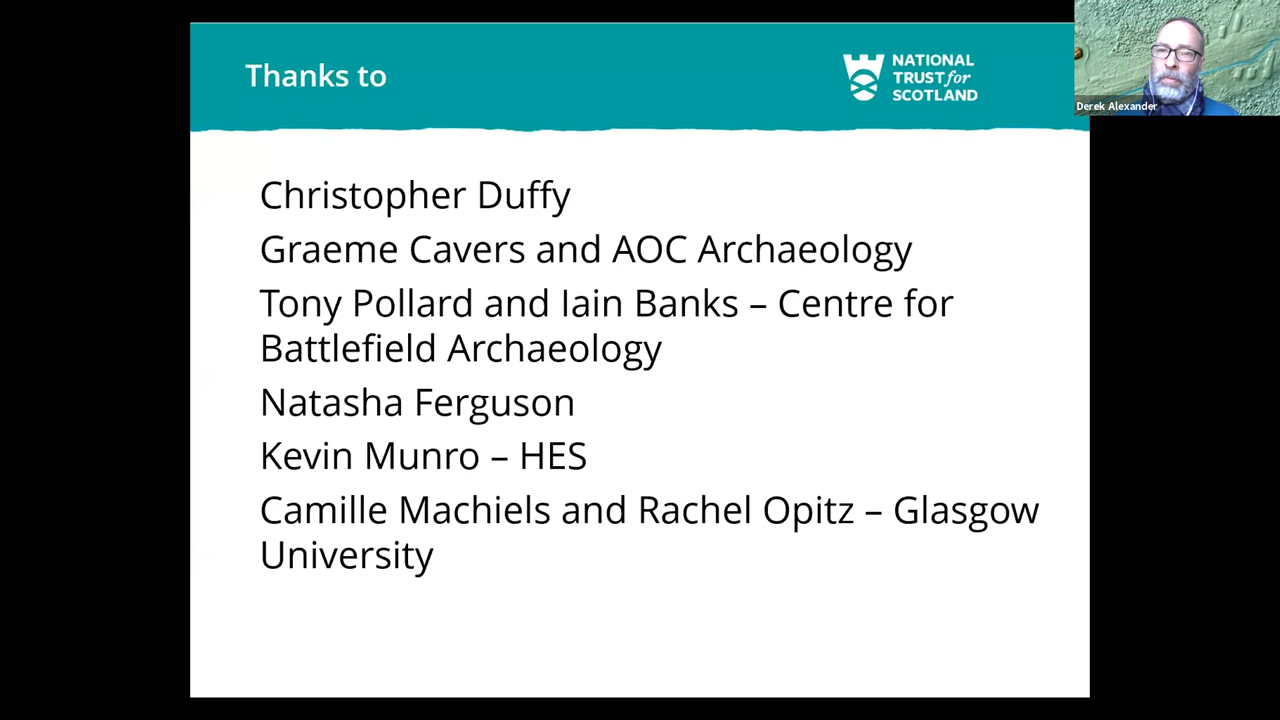 Thanks to
NATIONAL
TRUST for
SCOTLAND
Derek Alexander
Christopher Duffy
Graeme Cavers and AOC Archaeology
Tony Pollard and Iain Banks – Centre for
Battlefield Archaeology
Natasha Ferguson
Kevin Munro – HES
Camille Machiels and Rachel Opitz – Glasgow
University